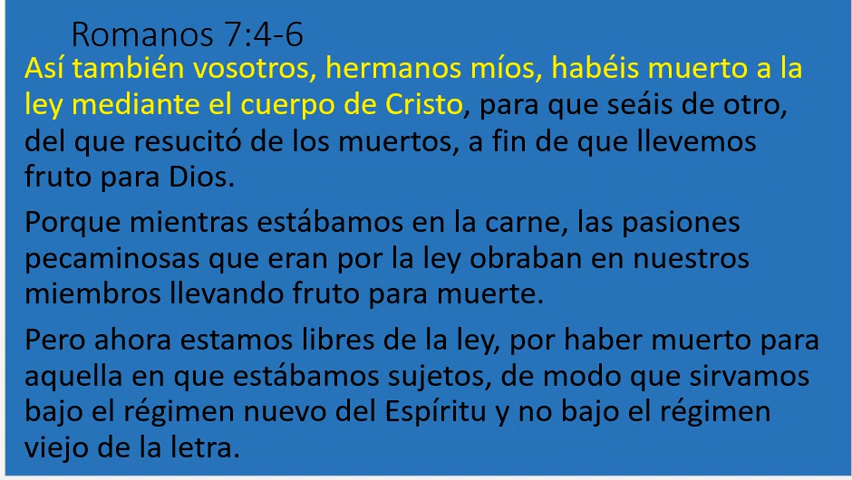 Romanos 7:4-6
Así también vosotros, hermanos míos, habéis muerto a la
ley mediante el cuerpo de Cristo, para que seáis de otro,
del que resucitó de los muertos, a fin de que llevemos
fruto para Dios.
Porque mientras estábamos en la carne, las pasiones
pecaminosas que eran por la ley obraban en nuestros
miembros llevando fruto para muerte.
Pero ahora estamos libres de la ley, por haber muerto para
aquella en que estábamos sujetos, de modo que sirvamos
bajo el régimen nuevo del Espíritu y no bajo el régimen
viejo de la letra.